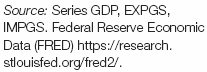 Source: Series GDP, EXPGS,
IMPGS. Federal Reserve Economic
Data (FRED) https://research.
stlouisfed.org/fred2/.